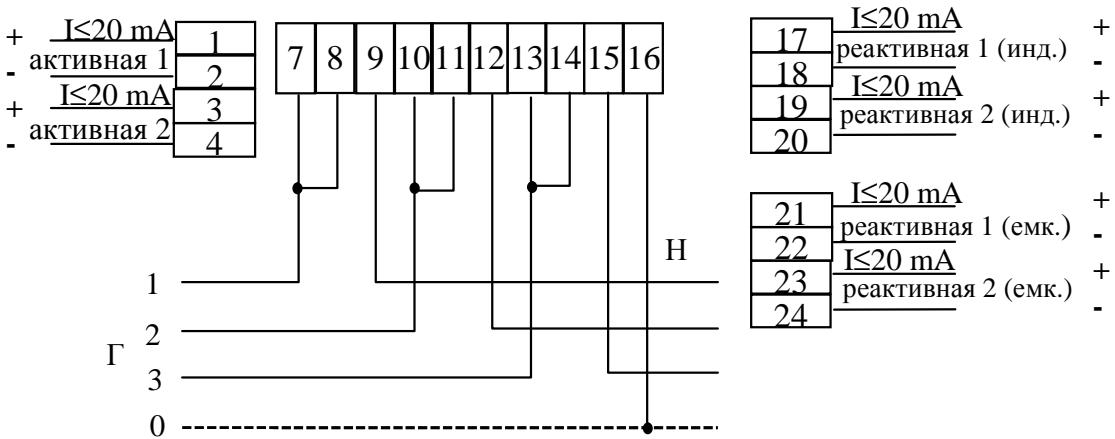 + I≤20 mA 1
активная 1
- 2
+ I≤20 mA 3
активная 2
- 4
7 8 9 10 11 12 13 14 15 16
17 I≤20 mA +
реактивная 1 (инд.)
18 -
19 I≤20 mA +
реактивная 2 (инд.)
20 -
21 I≤20 mA +
реактивная 1 (емк.)
22 -
23 I≤20 mA +
реактивная 2 (емк.)
24 -
Н
1
2
Г
3
0